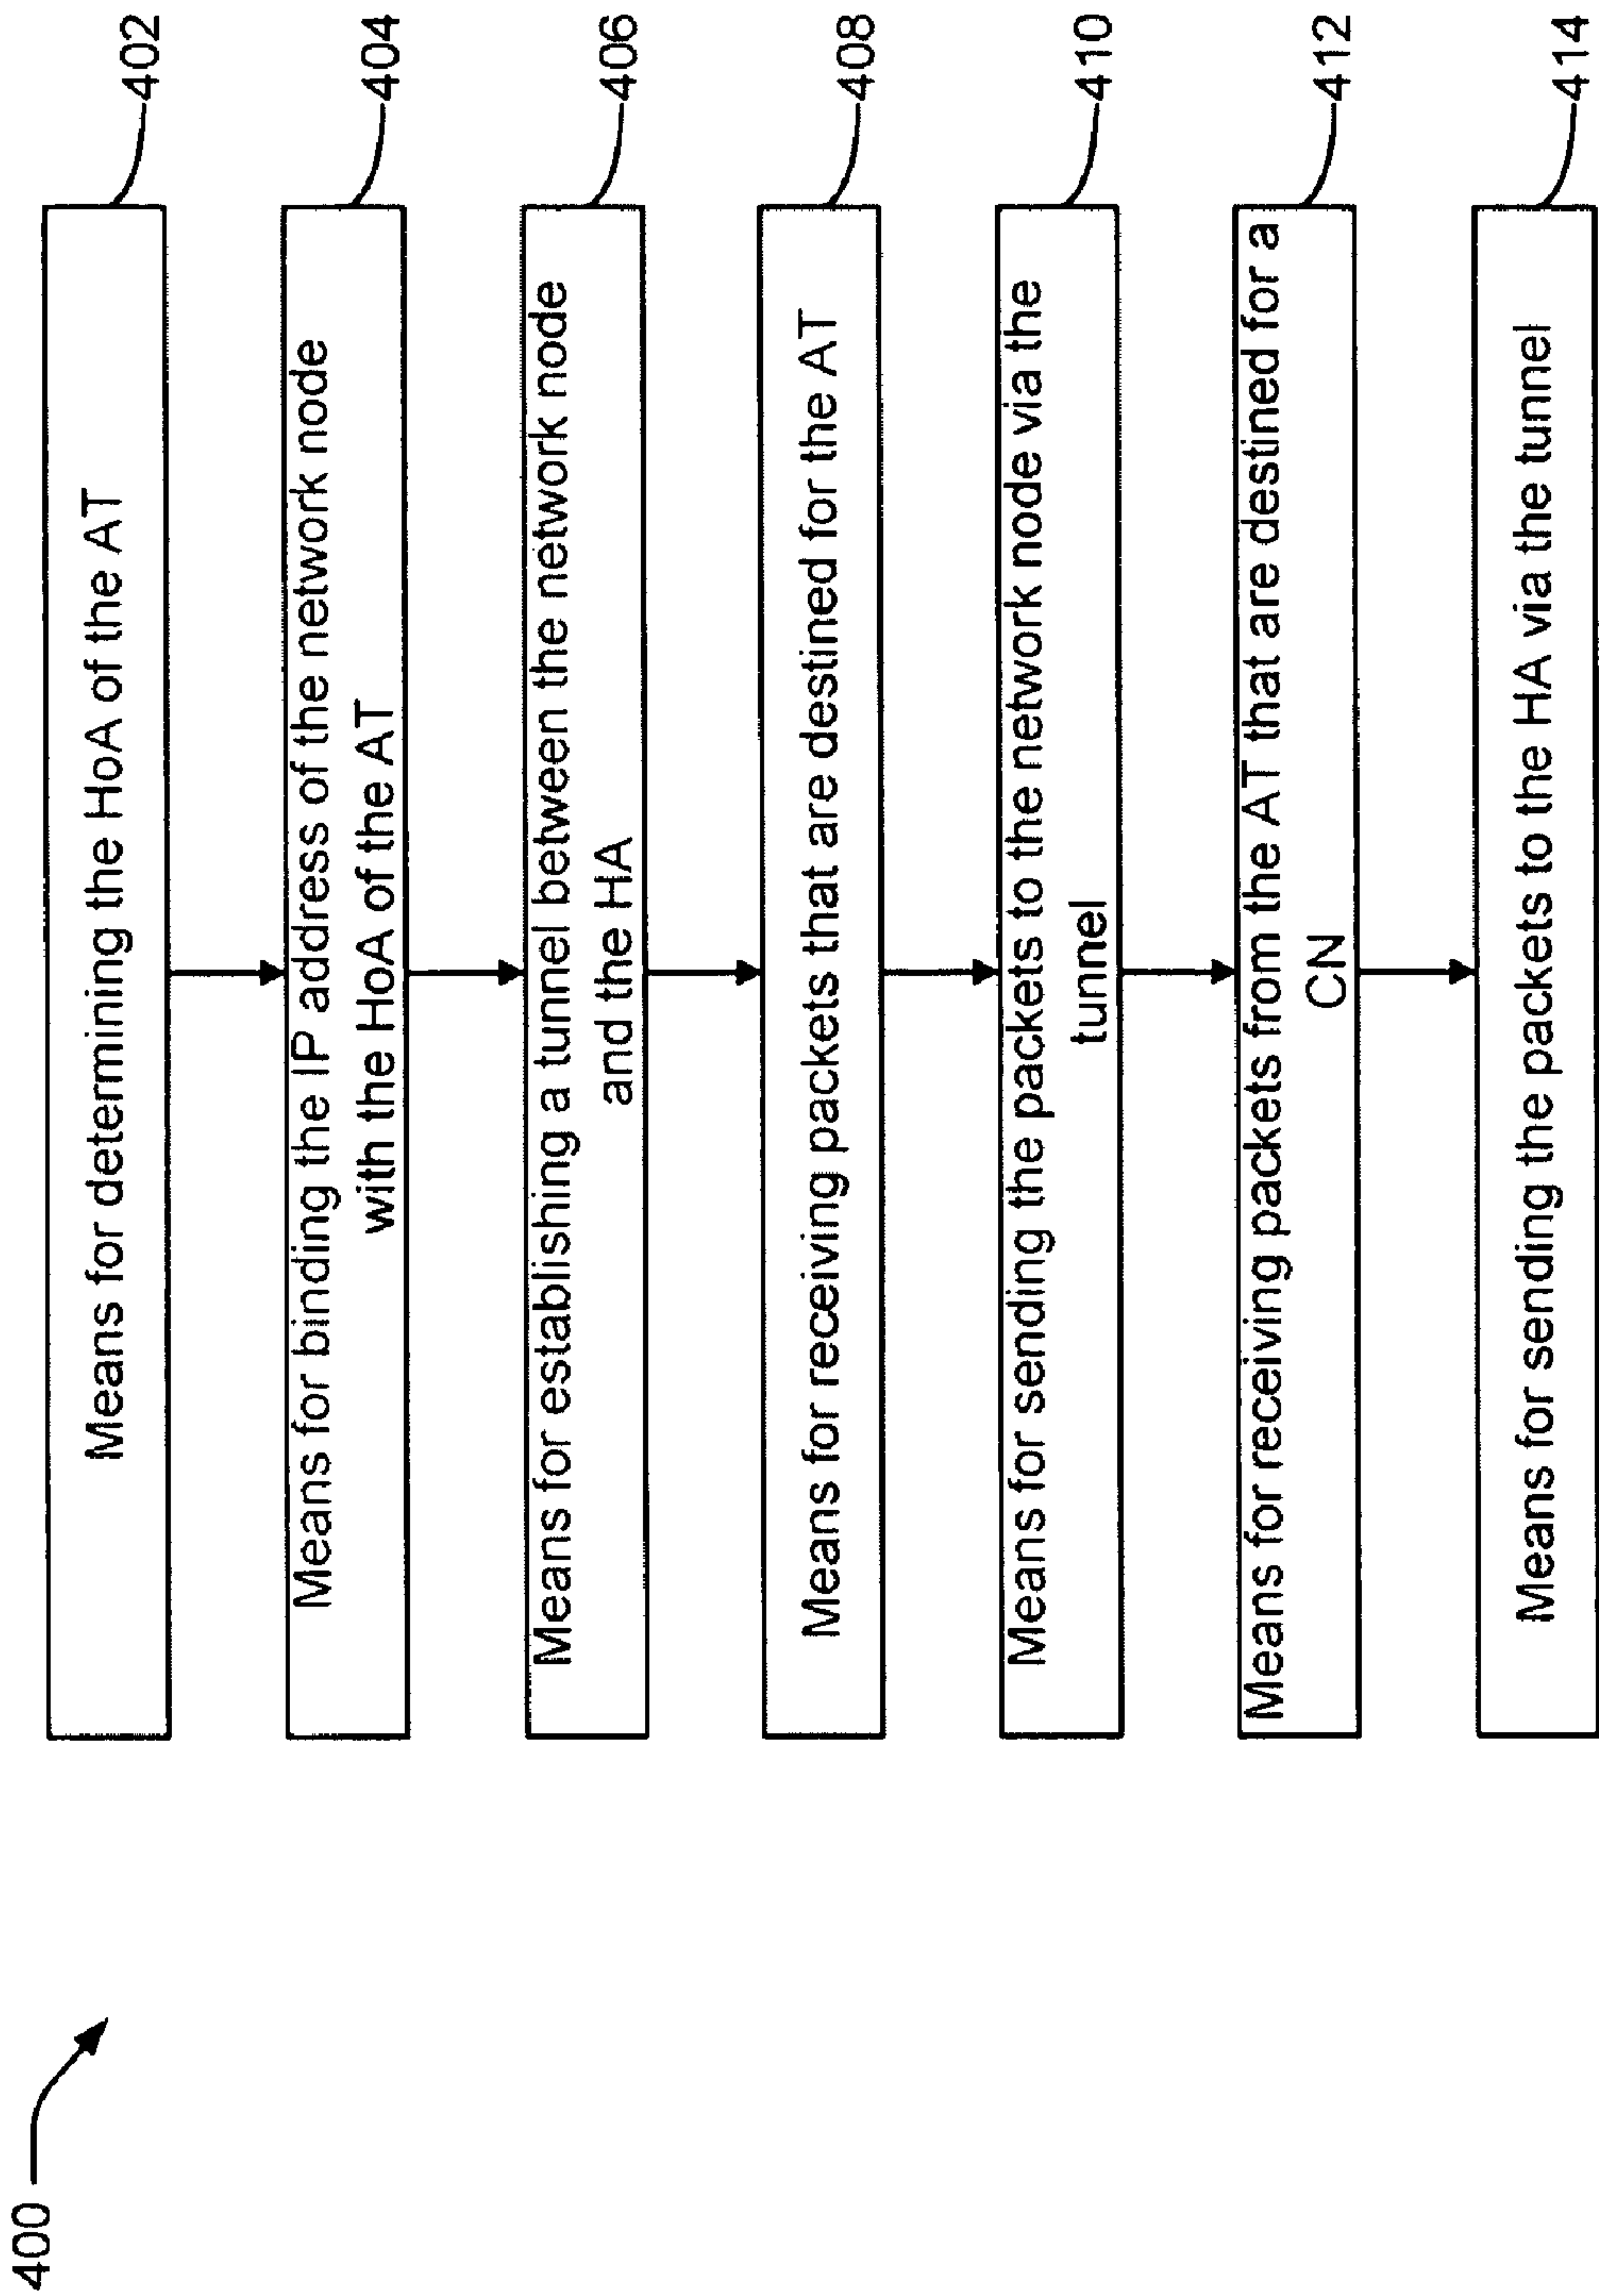 400
Means for determining the HoA of the AT
402
Means for binding the IP address of the network node
with the HoA of the AT
404
Means for establishing a tunnel between the network node
and the HA
406
Means for receiving packets that are destined for the AT
408
Means for sending the packets to the network node via the
tunnel
410
Means for receiving packets from the AT that are destined for a
CN
412
Means for sending the packets to the HA via the tunnel
414